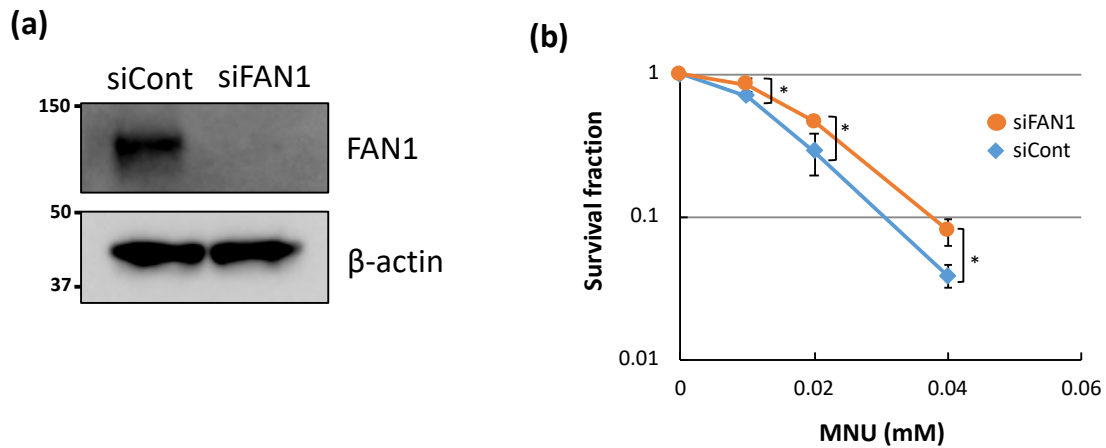 (a)
siCont siFAN1
150
FAN1
50
β-actin
37
(b)
1
0.1
0.01
Survival fraction
*
*
*
siFAN1
siCont
0 0.02 0.04 0.06
MNU (mM)